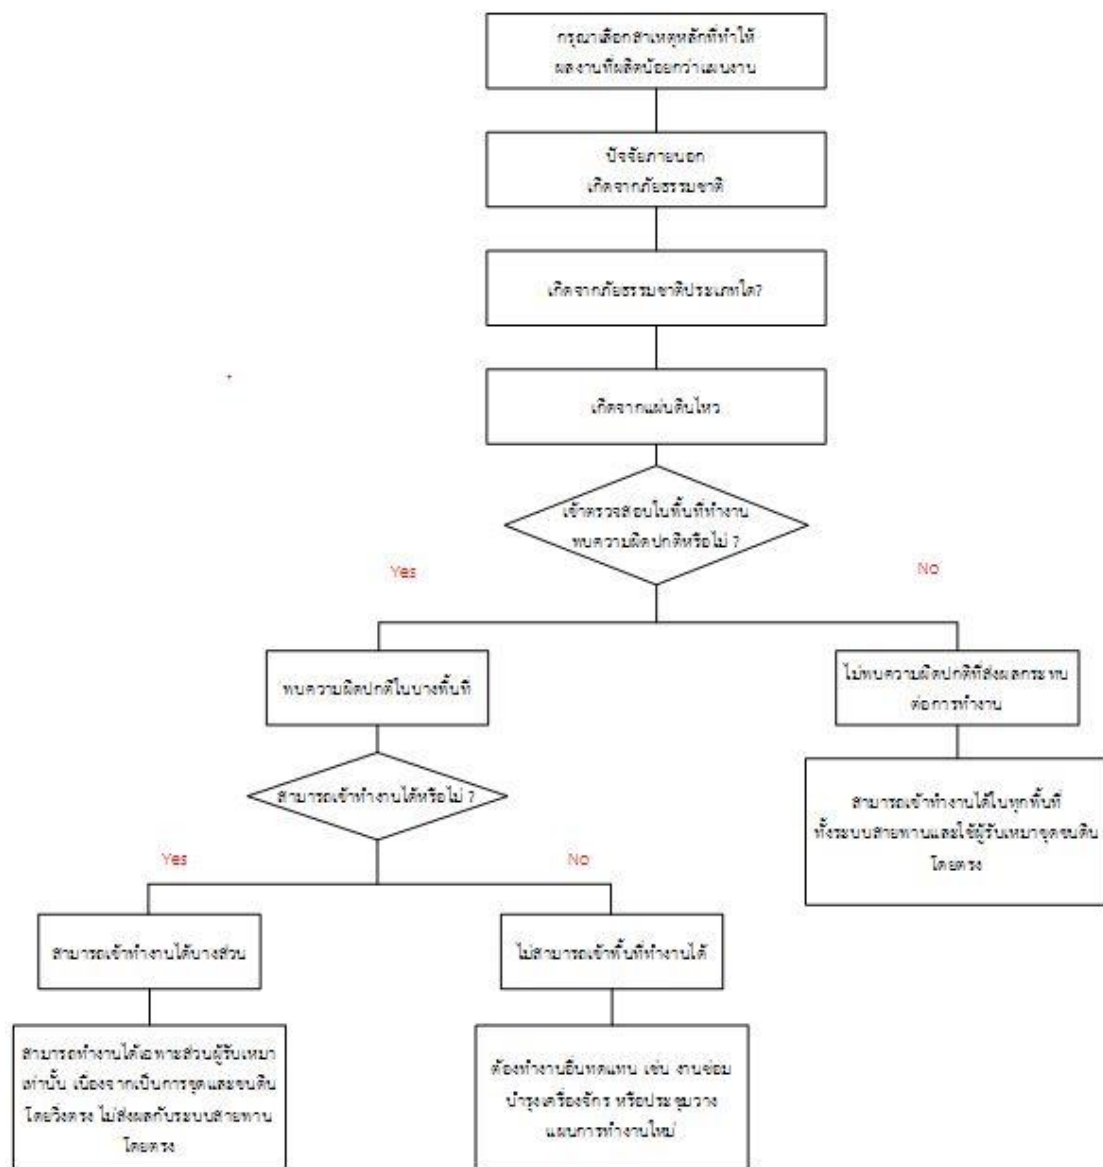 กรุณาเลือกสาเหตุหลักที่ทำให้
ผลงานที่ผลิตน้อยกว่าแผนงาน
ปัจจัยภายนอก
เกิดจากภัยธรรมชาติ
เกิดจากภัยธรรมชาติประเภทใด?
เกิดจากแผ่นดินไหว
เข้าตรวจสอบในพื้นที่ทำงาน
พบความผิดปกติหรือไม่ ?
Yes
No
พบความผิดปกติในบางพื้นที่
ไม่พบความผิดปกติที่ส่งผลกระทบ
ต่อการทำงาน
สามารถเข้าทำงานได้หรือไม่ ?
สามารถเข้าทำงานได้ในทุกพื้นที่
ทั้งระบบสายพานและใช้ผู้รับเหมาขุดขนดิน
โดยตรง
Yes
No
สามารถเข้าทำงานได้บางส่วน
ไม่สามารถเข้าพื้นที่ทำงานได้
สามารถทำงานได้เฉพาะส่วนผู้รับเหมา
เท่านั้น เนื่องจากเป็นการขุดและขนดิน
โดยวิ่งตรง ไม่ส่งผลกับระบบสายพาน
โดยตรง
ต้องทำงานอื่นทดแทน เช่น งานซ่อม
บำรุงเครื่องจักร หรือประชุมวาง
แผนการทำงานใหม่